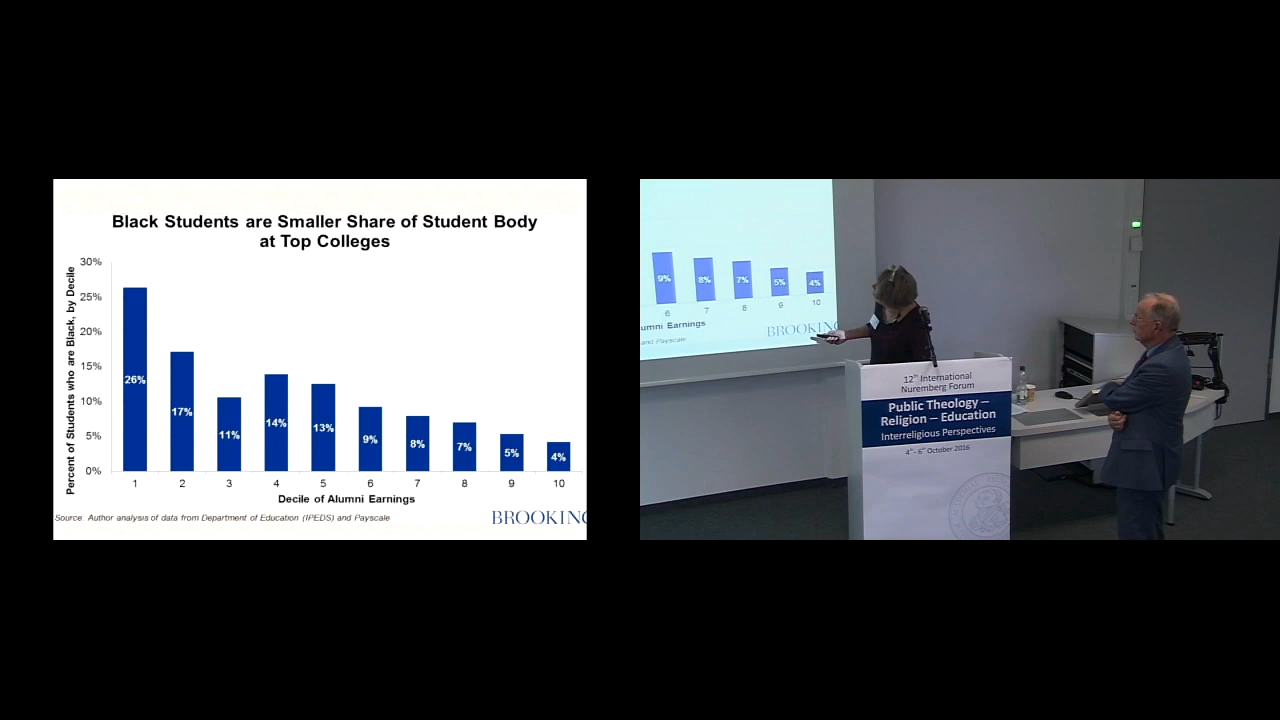 Black Students are Smaller Share of Student Body
at Top Colleges
Percent of Students who are Black, by Decile
30%
25%
20%
15%
10%
5%
0%
26%
17%
11%
14%
13%
9%
8%
7%
5%
4%
1 2 3 4 5 6 7 8 9 10
Decile of Alumni Earnings
Source: Author analysis of data from Department of Education (IPEDS) and Payscale
BROOKINC
9%
8%
7%
5%
4%
6 7 8 9 10
umni Earnings
and Payscale
BROOKINC
12th International
Nuremberg Forum
Public Theology –
Religion – Education
Interreligious Perspectives
4th - 6th October 2016